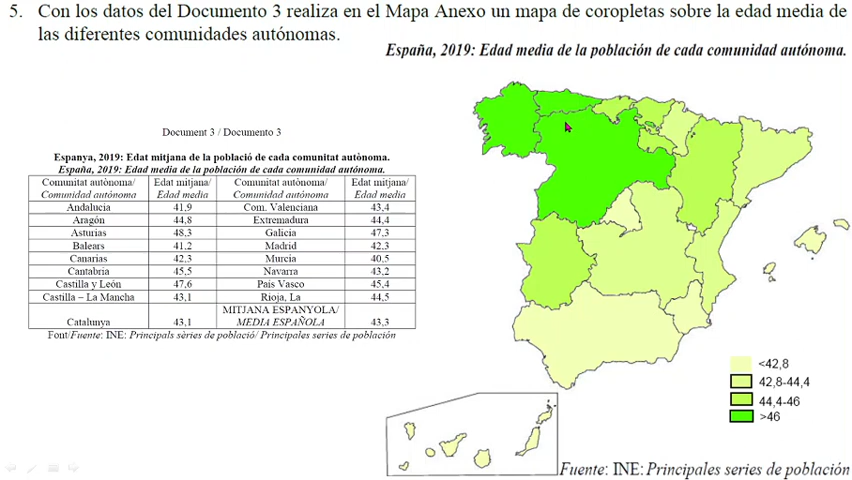 5. Con los datos del Documento 3 realiza en el Mapa Anexo un mapa de coropletas sobre la edad media de
las diferentes comunidades autónomas.
España, 2019: Edad media de la población de cada comunidad autónoma.
Document 3 / Documento 3
Espanya, 2019: Edat mitjana de la població de cada comunitat autònoma.
España, 2019: Edad media de la población de cada comunidad autónoma.
Comunitat autònoma/ Edat mitjana/ Comunitat autònoma/ Edat mitjana/
Comunidad autónoma Edad media Comunidad autónoma Edad media
Andalucía 41,9 Com. Valenciana 43,4
Aragón 44,8 Extremadura 44,4
Asturias 48,3 Galicia 47,3
Balears 41,2 Madrid 42,3
Canarias 42,3 Murcia 40,5
Cantabria 45,5 Navarra 43,2
Castilla y León 47,6 País Vasco 45,4
Castilla – La Mancha 43,1 Rioja, La 44,5
MITJANA ESPANYOLA/
Catalunya 43,1 MEDIA ESPAÑOLA 43,3
Font/Fuente: INE: Principals sèries de població/ Principales series de población
<42,8
42,8-44,4
44,4-46
>46
Fuente: INE: Principales series de población